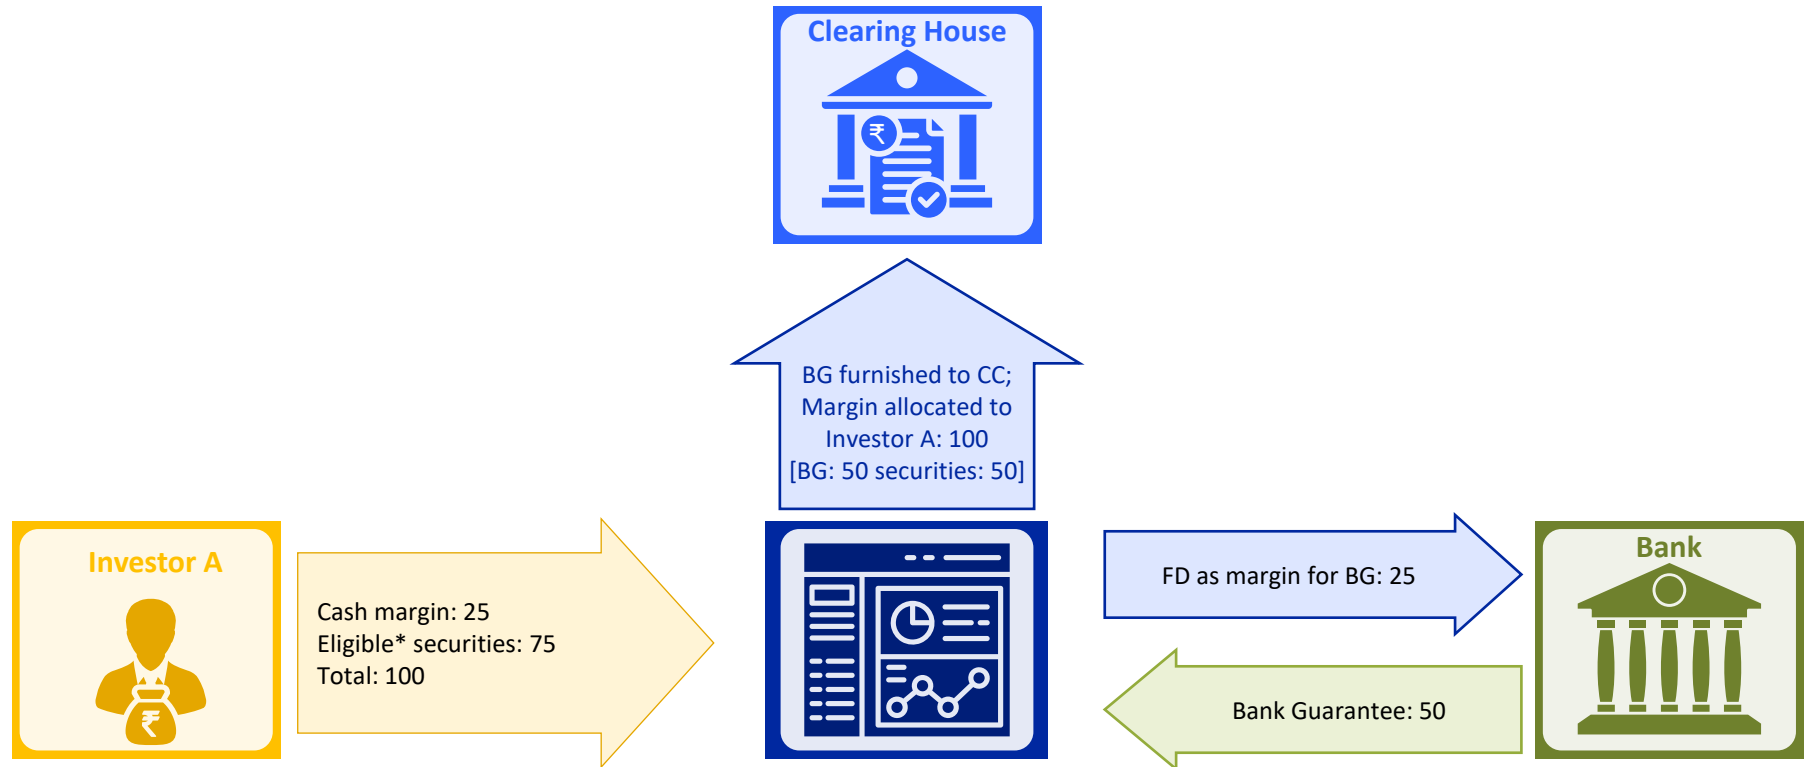 Clearing House
₹
BG furnished to CC;
Margin allocated to
Investor A: 100
[BG: 50 securities: 50]
Investor A
₹
Cash margin: 25
Eligible* securities: 75
Total: 100
FD as margin for BG: 25
Bank Guarantee: 50
Bank